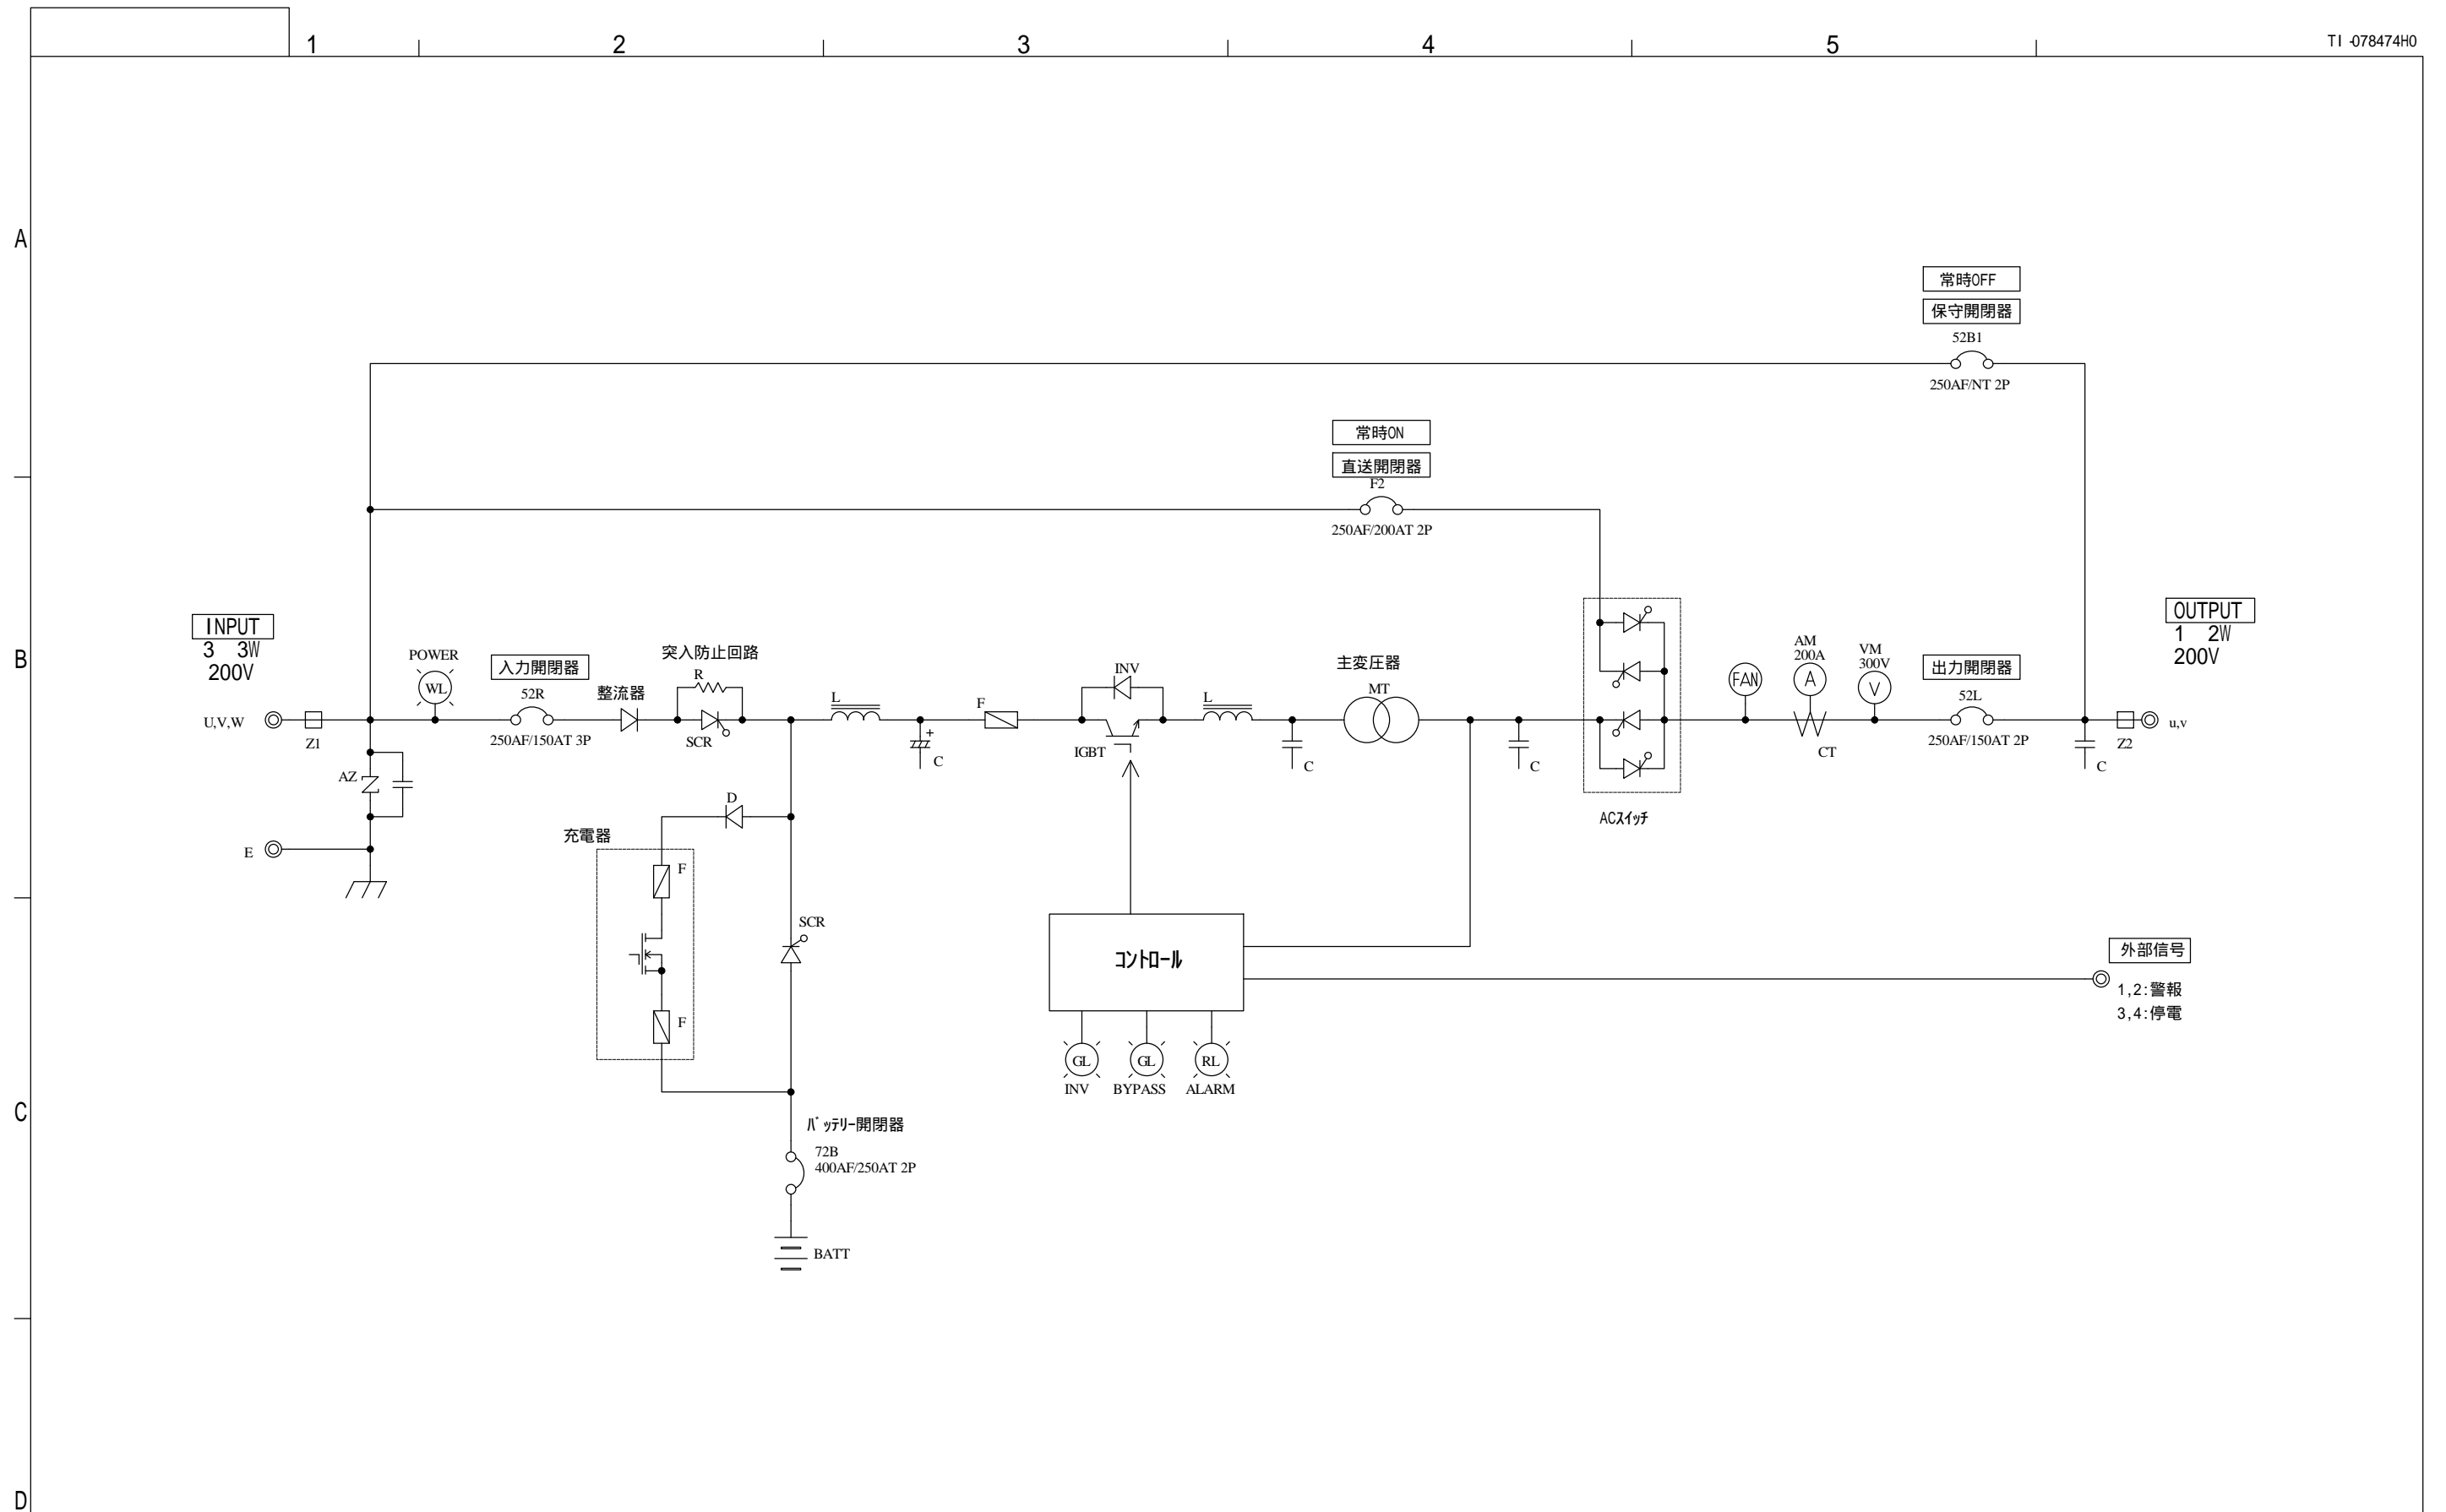 1
2
3
4
5
TI-078474H0
A
常時OFF
保守開閉器
52B1
250AF/NT 2P
常時ON
直送開閉器
F2
250AF/200AT 2P
B
INPUT
3 3W
200V
U,V,W
Z1
POWER
WL
入力開閉器
52R
250AF/150AT 3P
整流器
突入防止回路
R
SCR
L
+
C
F
INV
IGBT
L
C
主変圧器
MT
C
ACスイッチ
FAN
AM
200A
A
CT
VM
300V
V
出力開閉器
52L
250AF/150AT 2P
C
Z2
OUTPUT
1 2W
200V
u,v
AZ
E
D
充電器
F
F
SCR
コントロール
GL
INV
GL
BYPASS
RL
ALARM
外部信号
1,2:警報
3,4:停電
C
バッテリー開閉器
72B
400AF/250AT 2P
BATT
D